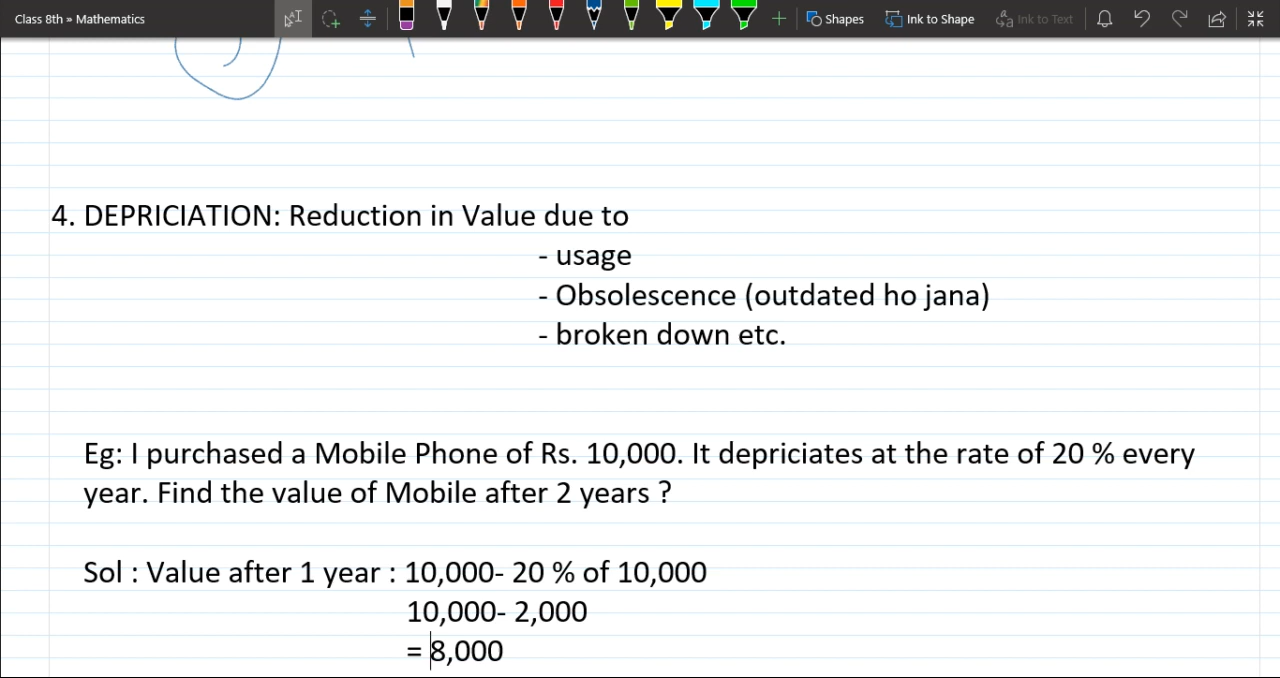 Class 8th » Mathematics
Shapes
Ink to Shape
Ink to Text
4. DEPRICIATION: Reduction in Value due to
- usage
- Obsolescence (outdated ho jana)
- broken down etc.
Eg: I purchased a Mobile Phone of Rs. 10,000. It depriciates at the rate of 20 % every
year. Find the value of Mobile after 2 years ?
Sol : Value after 1 year : 10,000- 20 % of 10,000
10,000- 2,000
= 8,000